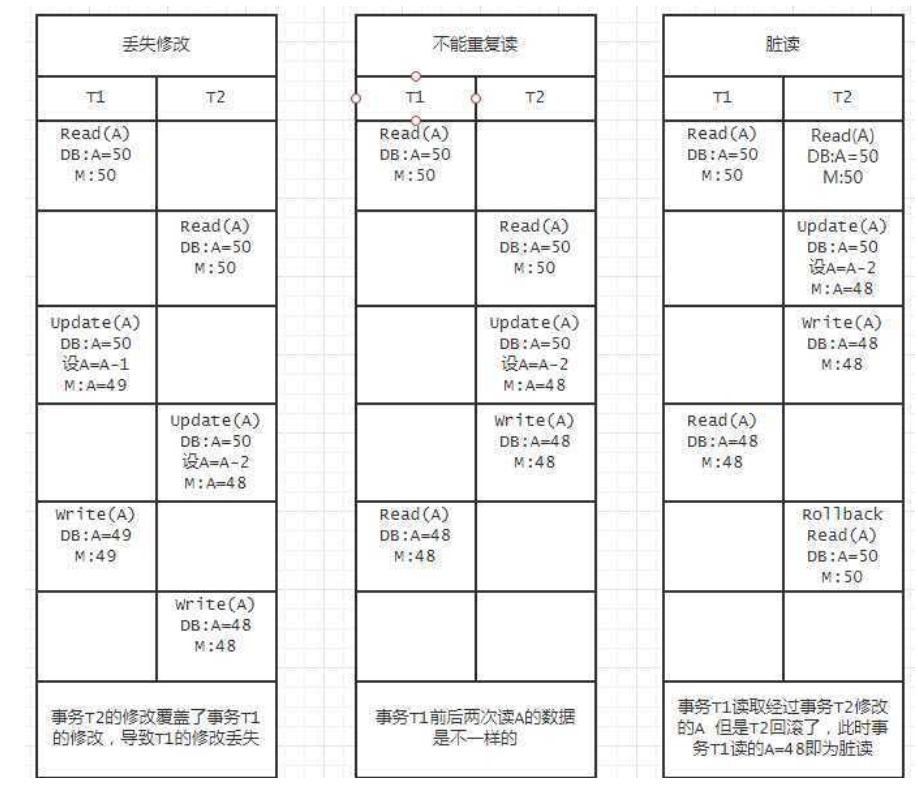 丢失修改
T1
T2
Read(A)
DB:A=50
M:50
Read(A)
DB:A=50
M:50
Update(A)
DB:A=50
设A=A-1
M:A=49
Update(A)
DB:A=50
设A=A-2
M:A=48
Write(A)
DB:A=49
M:49
Write(A)
DB:A=48
M:48
事务T2的修改覆盖了事务T1
的修改，导致T1的修改丢失
不能重复读
T1
T2
Read(A)
DB:A=50
M:50
Read(A)
DB:A=50
M:50
Update(A)
DB:A=50
设A=A-2
M:A=48
Write(A)
DB:A=48
M:48
Read(A)
DB:A=48
M:48
事务T1前后两次读A的数据
是不一样的
脏读
T1
T2
Read(A)
DB:A=50
M:50
Read(A)
DB:A=50
M:50
Update(A)
DB:A=50
设A=A-2
M:A=48
Write(A)
DB:A=48
M:48
Read(A)
DB:A=48
M:48
Rollback
Read(A)
DB:A=50
M:50
事务T1读取经过事务T2修改
的A 但是T2回滚了，此时事
务T1读的A=48即为脏读